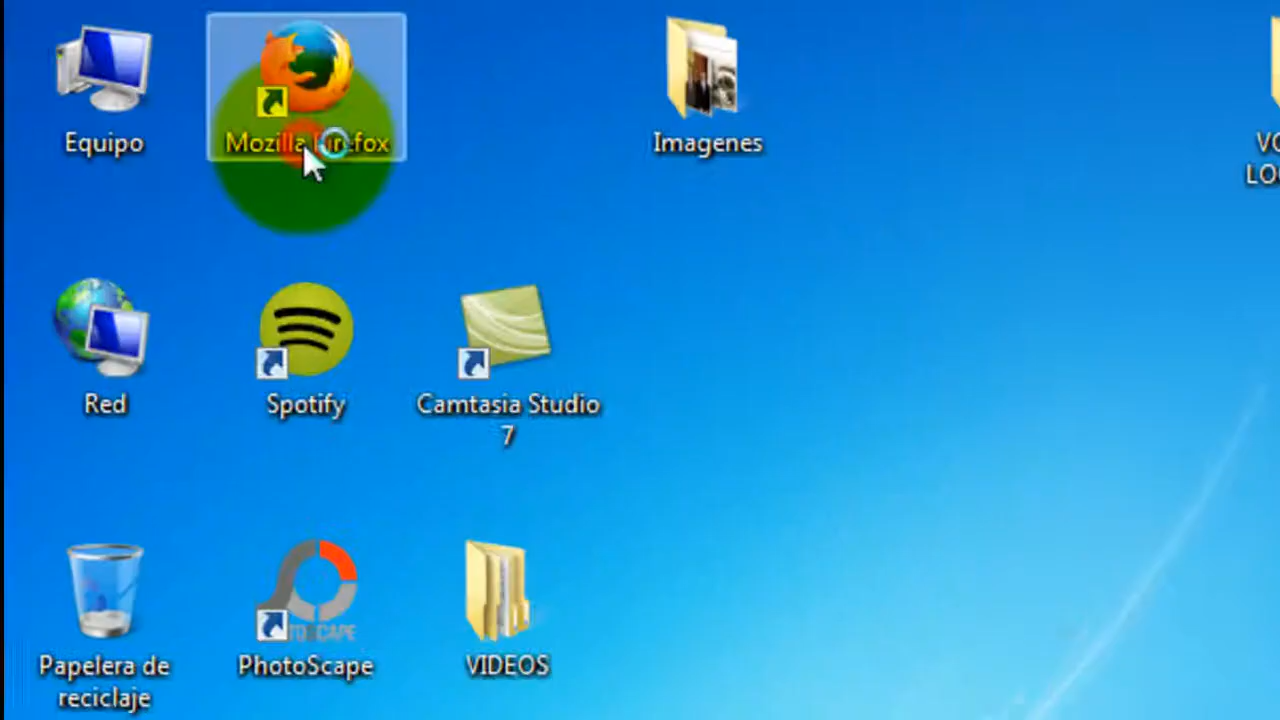 Equipo
Mozilla Firefox
Imagenes
Red
Spotify
Camtasia Studio
7
Papelera de
reciclaje
PhotoScape
VIDEOS